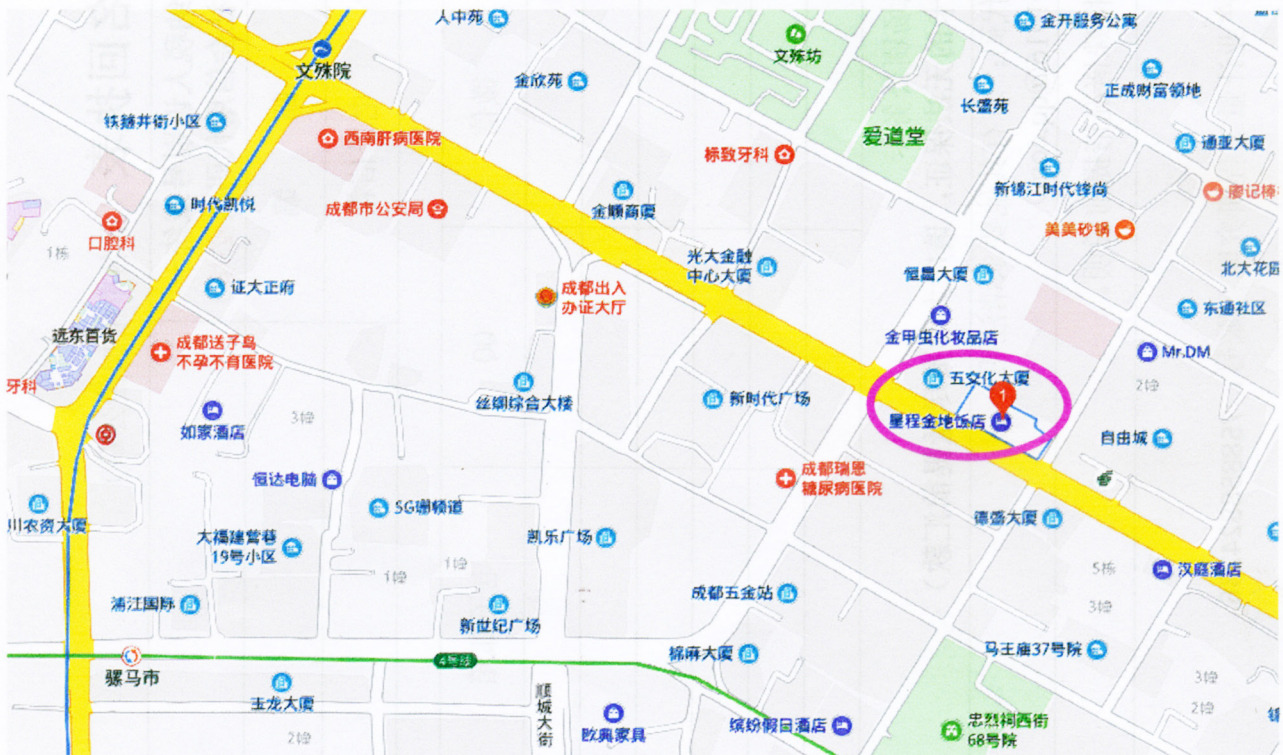 人中苑
金开服务公寓
文殊院
文殊坊
金欣苑
长盛苑
正成财富领地
铁箍井街小区
西南肝病医院
爱道堂
通亚大厦
标致牙科
新锦江时代锋尚
廖记棒
时代凯悦
成都市公安局
金顺商厦
美美砂锅
口腔科
1栋
光大金融
中心大厦
恒昌大厦
北大花园
证大正府
成都出入
办证大厅
东通社区
远东百货
成都送子鸟
不孕不育医院
金甲虫化妆品店
Mr.DM
牙科
五交化大厦
2幢
1
丝绸综合大楼
新时代广场
星程金地饭店
如家酒店
3幢
自由城
恒达电脑
成都瑞恩
糖尿病医院
SG珊频道
川农资大厦
德盛大厦
大福建营巷
19号小区
凯乐广场
1幢
1幢
5栋
汉庭酒店
浦江国际
成都五金站
3幢
新世纪广场
4号线
锦麻大厦
马王庙37号院
骡马市
3幢
玉龙大厦
顺城大街
2幢
2幢
欧典家具
缤纷假日酒店
忠烈祠西街
68号院